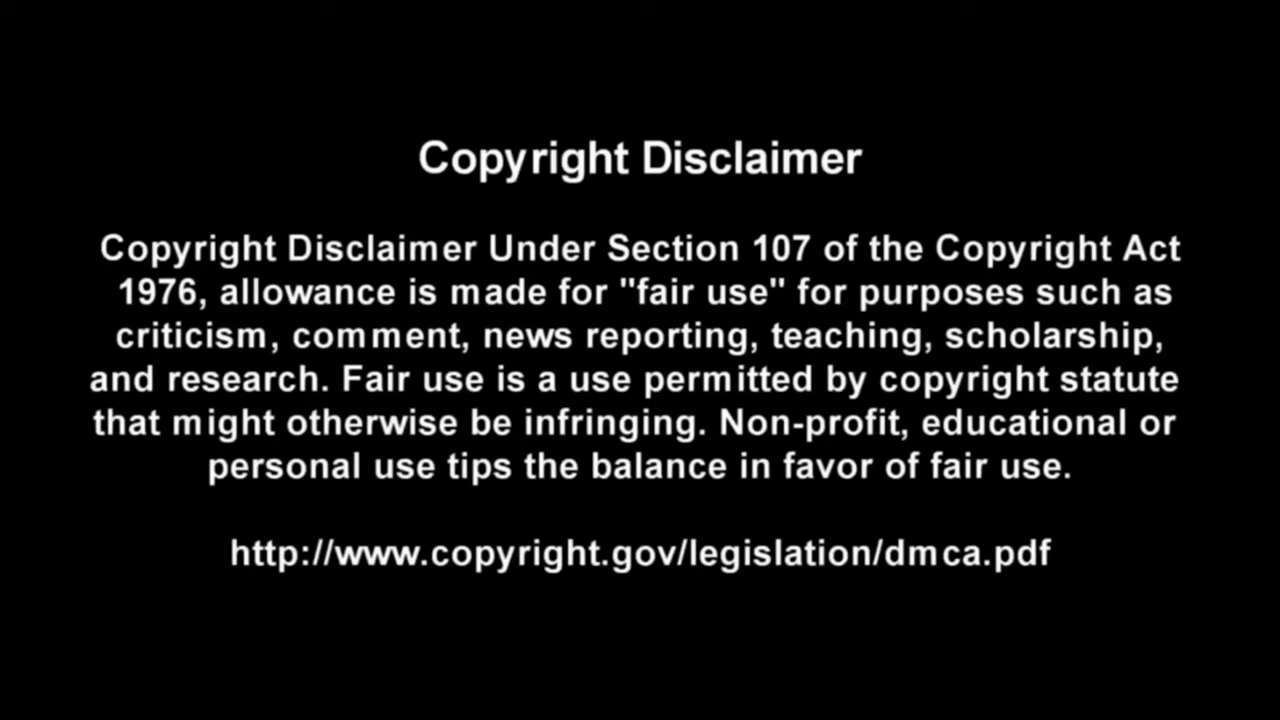 Copyright Disclaimer
Copyright Disclaimer Under Section 107 of the Copyright Act
1976, allowance is made for "fair use" for purposes such as
criticism, comment, news reporting, teaching, scholarship,
and research. Fair use is a use permitted by copyright statute
that might otherwise be infringing. Non-profit, educational or
personal use tips the balance in favor of fair use.
http://www.copyright.gov/legislation/dmca.pdf